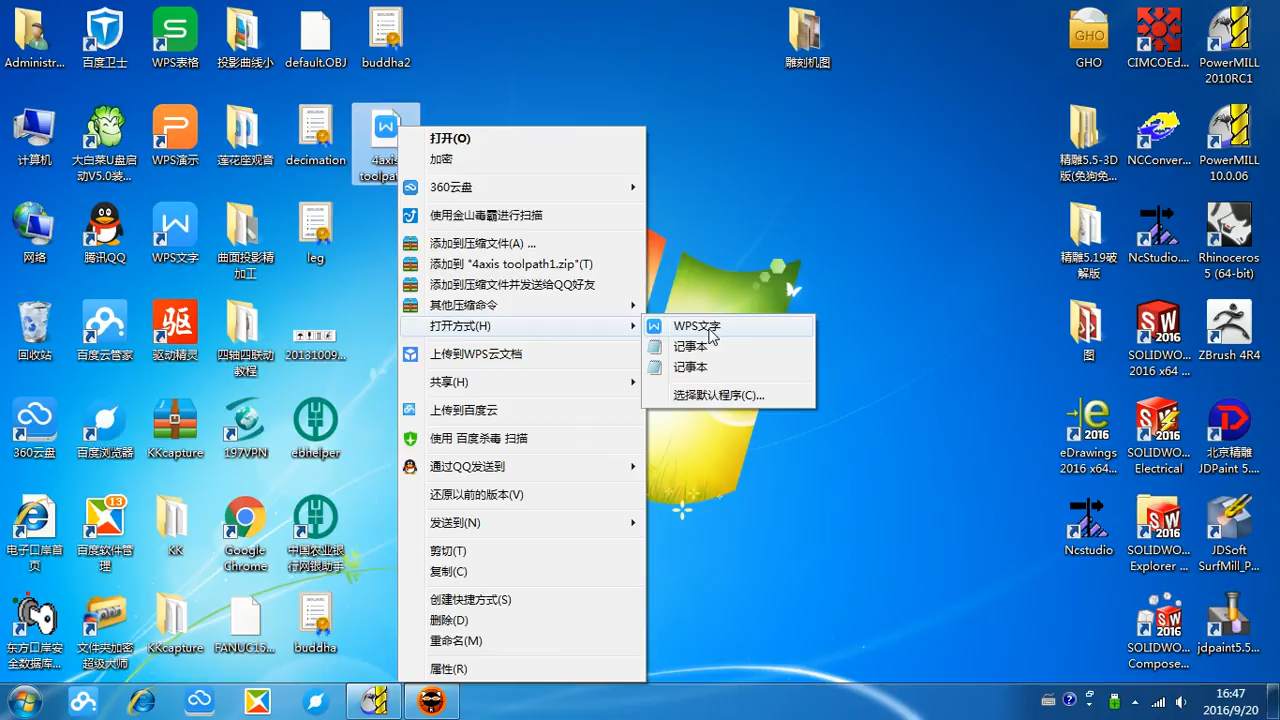 Administr...
百度卫士
WPS表格
投影曲线小
default.OBJ
buddha2
雕刻机图
GHO
GHO
CIMCOEd...
PowerMILL
2010RC1
计算机
大白菜U盘启
动V5.0装...
WPS演示
莲花座观音
decimation
4axis
toolpath
精雕5.5-3D
版(免狗免...
NCConver...
PowerMILL
10.0.06
网络
腾讯QQ
WPS文字
曲面投影精
加工
leg
精雕5.19破
解版
NcStudio...
Rhinoceros
5 (64-bit)
回收站
百度云管家
驱
驱动精灵
四轴四联动
教程
20131009...
图
SOLIDWO...
2016 x64 ...
ZBrush 4R4
360云盘
百度浏览器
KKcapture
197VPN
ebhelper
eDrawings
2016 x64...
SOLIDWO...
Electrical
北京精雕
JDPaint 5....
电子口岸首
页
13
百度软件管
理
KK
Google
Chrome
中国农业银
行网银助手
Ncstudio
SOLIDWO...
Explorer ...
JDSoft
SurfMill_P...
东方口岸安
全数据库...
文件夹加密
超级大师
KKcapture
FANUC15...
buddha
SOLIDWO...
Compose...
jdpaint5.5...
打开(O)
加密
360云盘
使用金山毒霸进行扫描
添加到压缩文件(A) ...
添加到 "4axis toolpath1.zip"(T)
添加到压缩文件并发送给QQ好友
其他压缩命令
打开方式(H)
上传到WPS云文档
共享(H)
上传到百度云
使用 百度杀毒 扫描
通过QQ发送到
还原以前的版本(V)
发送到(N)
剪切(T)
复制(C)
创建快捷方式(S)
删除(D)
重命名(M)
属性(R)
WPS文字
记事本
记事本
选择默认程序(C)...
16:47
2016/9/20